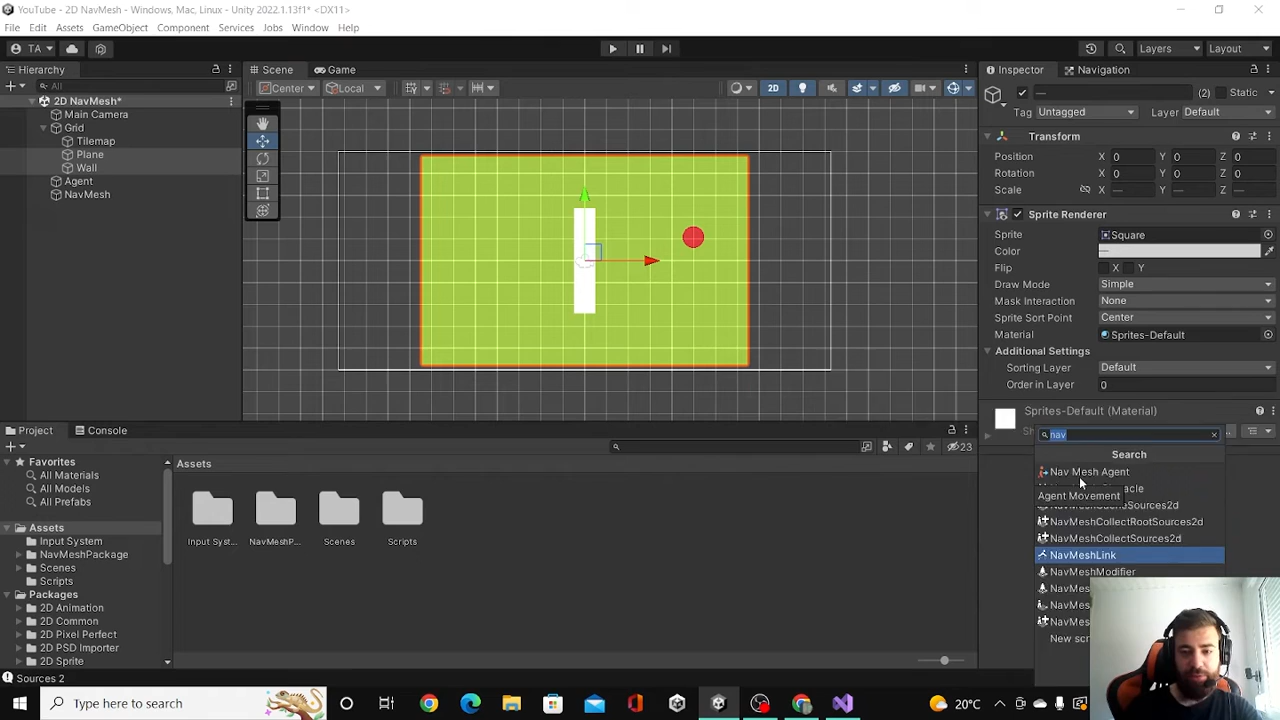 YouTube - 2D NavMesh - Windows, Mac, Linux - Unity 2022.1.13f1* <DX11>
File Edit Assets GameObject Component Services Jobs Window Help
TA Layers Layout
Hierarchy Scene Game Inspector Navigation
All Center Local 2D — (2) Static
2D NavMesh*
Main Camera
Grid
Tilemap
Plane
Wall
Agent
NavMesh
Tag Untagged Layer Default
Transform
Position X 0 Y 0 Z 0
Rotation X 0 Y 0 Z 0
Scale X — Y — Z —
Sprite Renderer
Sprite Square
Color —
Flip X Y
Draw Mode Simple
Mask Interaction None
Sprite Sort Point Center
Material Sprites-Default
Additional Settings
Sorting Layer Default
Order in Layer 0
Sprites-Default (Material)
nav
Search
Nav Mesh Agent
Agent Movement
NavMeshCollectRootSources2d
NavMeshCollectSources2d
NavMeshLink
NavMeshModifier
Project Console
23
Favorites
All Materials
All Models
All Prefabs
Assets
Input System
NavMeshPackage
Scenes
Scripts
Packages
2D Animation
2D Common
2D Pixel Perfect
2D PSD Importer
2D Sprite
Assets
Input Syst...
NavMeshP...
Scenes
Scripts
Sources 2
Type here to search
20°C